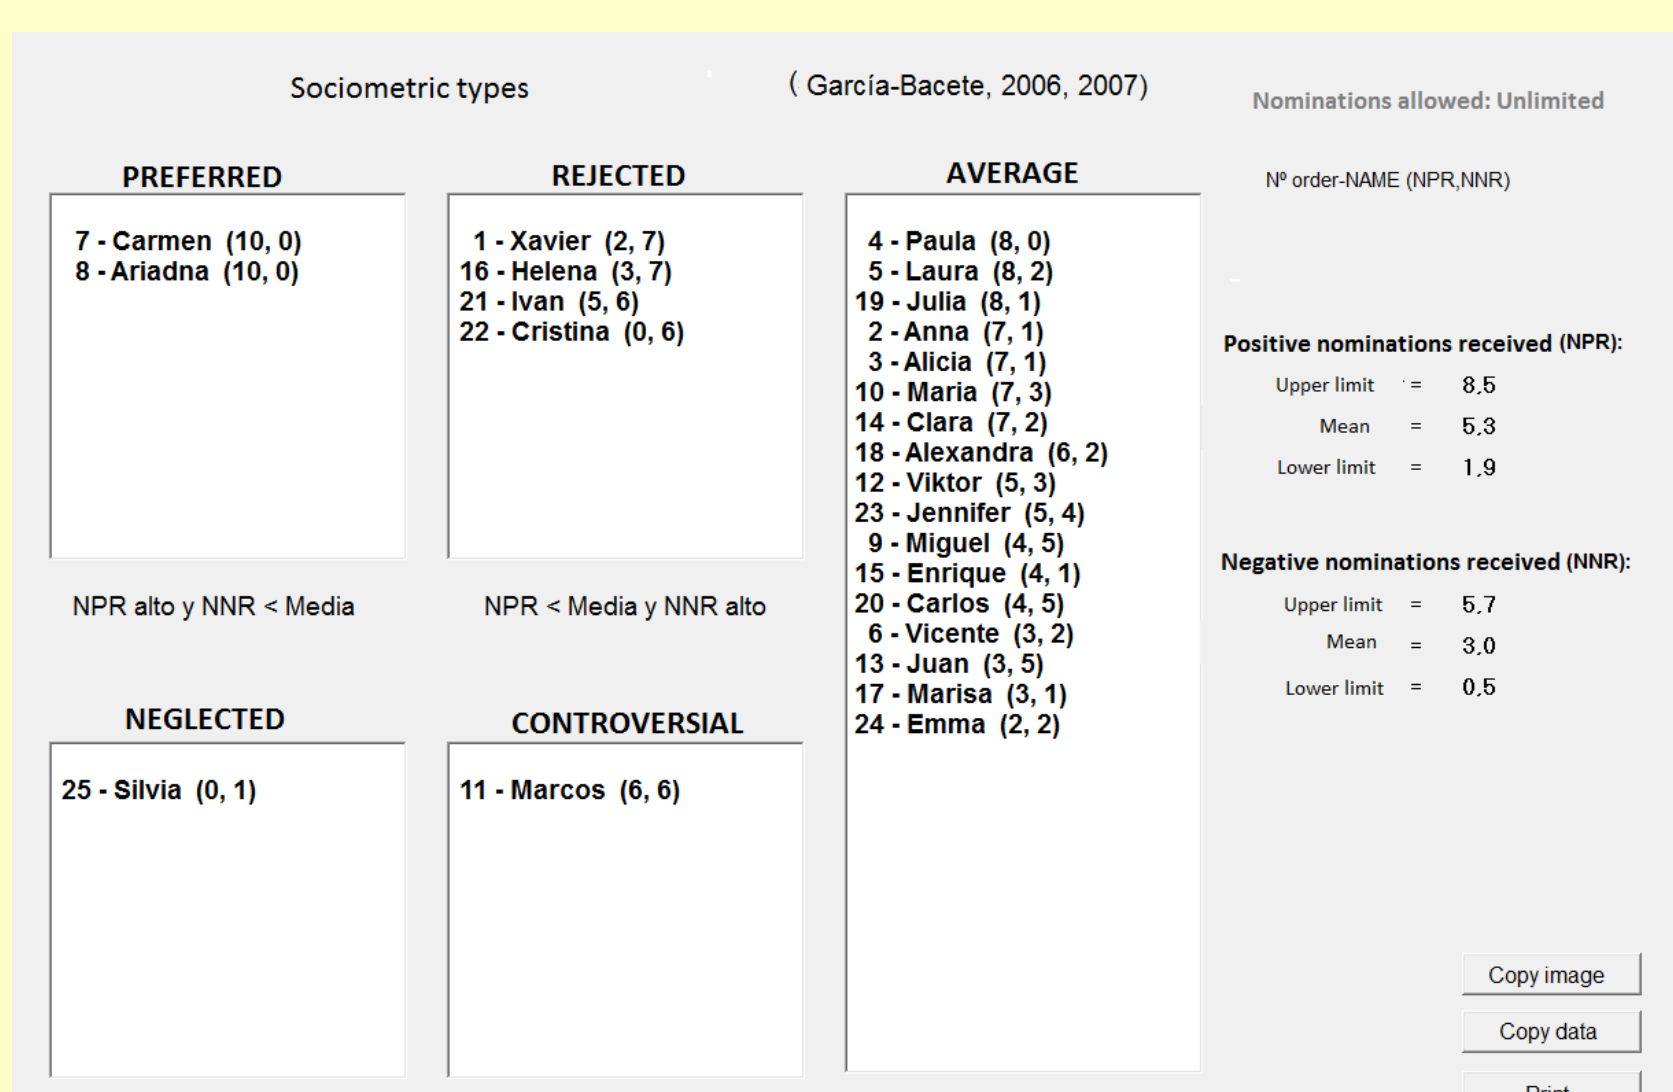 Sociometric types
( García-Bacete, 2006, 2007)
Nominations allowed: Unlimited
Nº order-NAME (NPR,NNR)
PREFERRED
7 - Carmen (10, 0)
8 - Ariadna (10, 0)
NPR alto y NNR < Media
REJECTED
1 - Xavier (2, 7)
16 - Helena (3, 7)
21 - Ivan (5, 6)
22 - Cristina (0, 6)
NPR < Media y NNR alto
AVERAGE
4 - Paula (8, 0)
5 - Laura (8, 2)
19 - Julia (8, 1)
2 - Anna (7, 1)
3 - Alicia (7, 1)
10 - Maria (7, 3)
14 - Clara (7, 2)
18 - Alexandra (6, 2)
12 - Viktor (5, 3)
23 - Jennifer (5, 4)
9 - Miguel (4, 5)
15 - Enrique (4, 1)
20 - Carlos (4, 5)
6 - Vicente (3, 2)
13 - Juan (3, 5)
17 - Marisa (3, 1)
24 - Emma (2, 2)
NEGLECTED
25 - Silvia (0, 1)
CONTROVERSIAL
11 - Marcos (6, 6)
Positive nominations received (NPR):
Upper limit = 8,5
Mean = 5,3
Lower limit = 1,9
Negative nominations received (NNR):
Upper limit = 5,7
Mean = 3,0
Lower limit = 0,5
Copy image
Copy data
Print